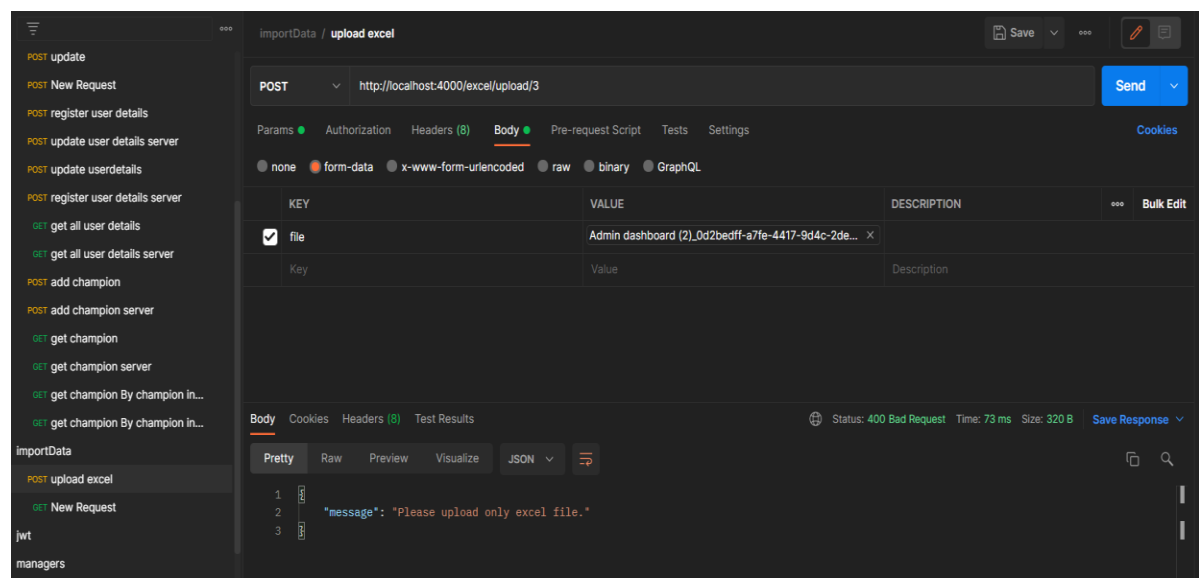 importData / upload excel
Save
POST update
POST New Request
POST register user details
POST update user details server
POST update userdetails
POST register user details server
GET get all user details
GET get all user details server
POST add champion
POST add champion server
GET get champion
GET get champion server
GET get champion By champion in...
GET get champion By champion in...
importData
POST upload excel
GET New Request
jwt
managers
POST http://localhost:4000/excel/upload/3 Send
Params Authorization Headers (8) Body Pre-request Script Tests Settings Cookies
none form-data x-www-form-urlencoded raw binary GraphQL
KEY VALUE DESCRIPTION Bulk Edit
file Admin dashboard (2)_0d2bedff-a7fe-4417-9d4c-2de...
Key Value Description
Body Cookies Headers (8) Test Results Status: 400 Bad Request Time: 73 ms Size: 320 B Save Response
Pretty Raw Preview Visualize JSON
1 {
2 "message": "Please upload only excel file."
3 }